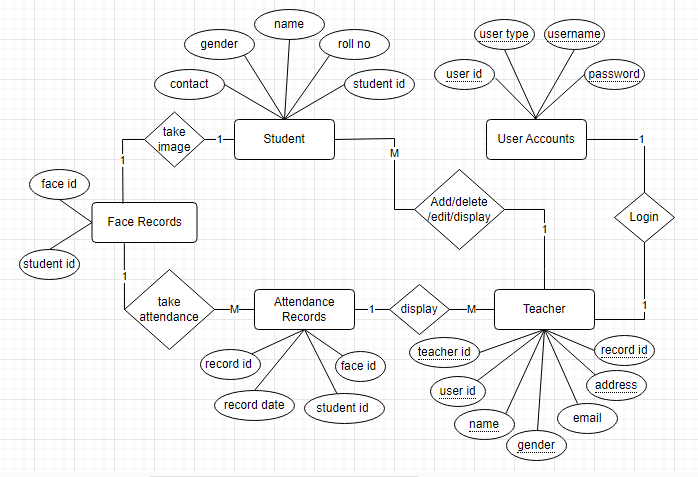 name
gender
roll no
contact
student id
user type
username
user id
password
take
image
1
Student
User Accounts
1
M
1
face id
Add/delete
/edit/display
Login
Face Records
1
student id
1
take
attendance
M
Attendance
Records
1
display
M
Teacher
1
record id
face id
record date
student id
teacher id
record id
user id
address
name
email
gender